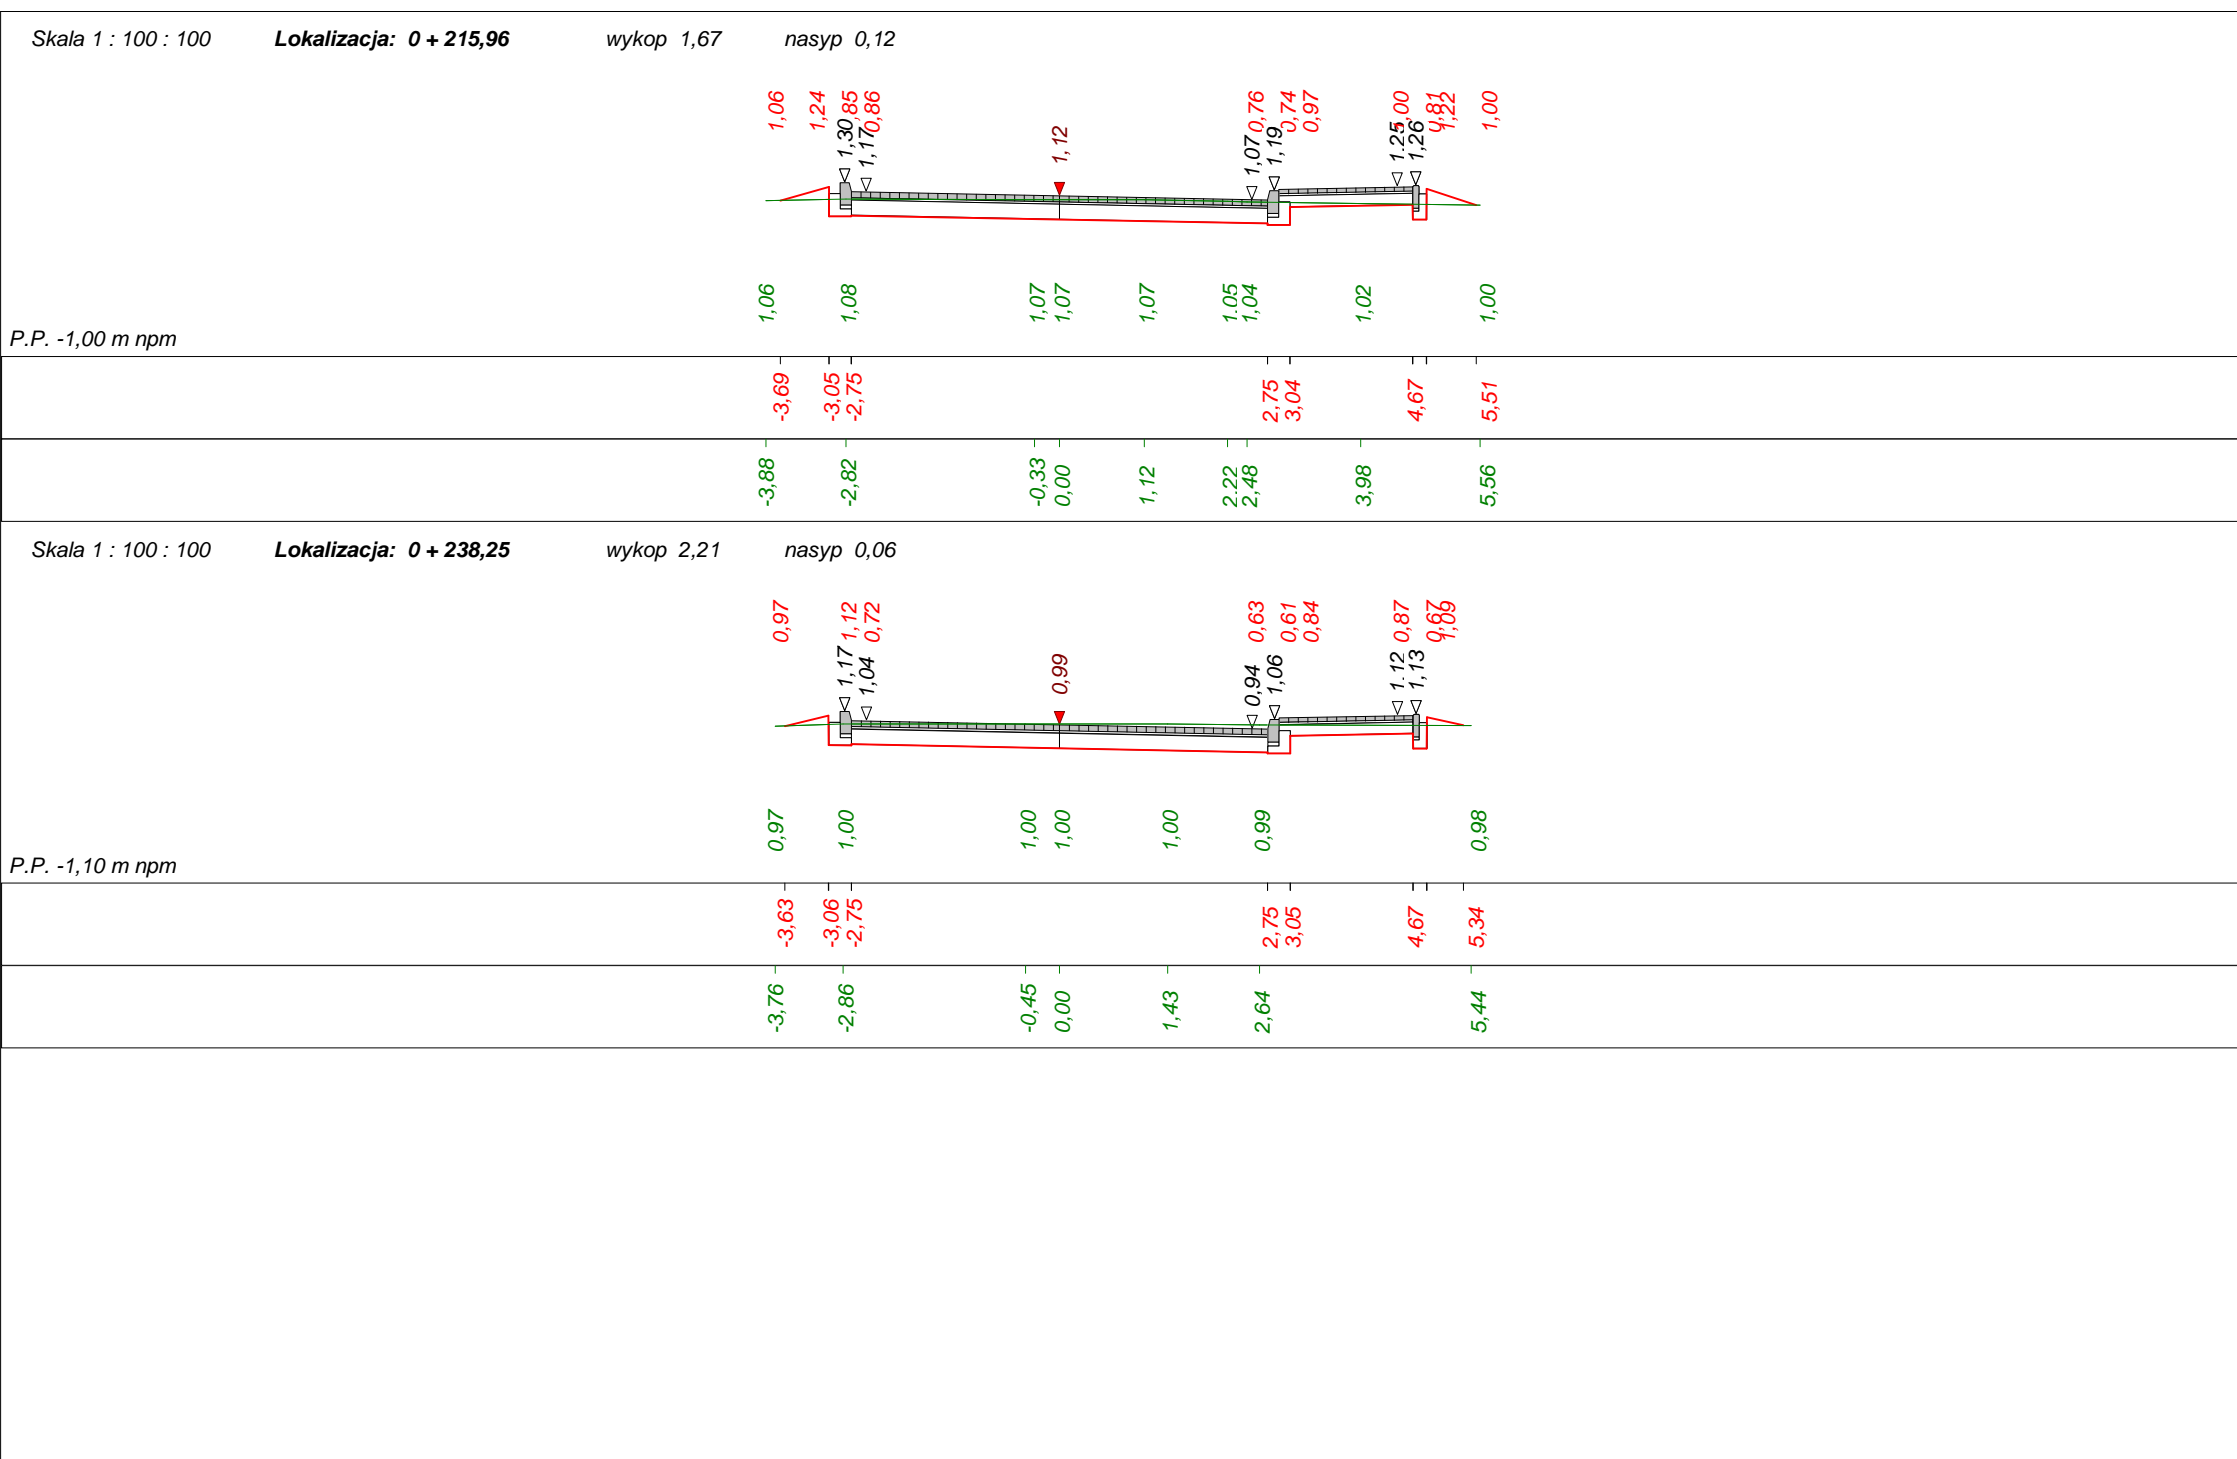 Skala 1 : 100 : 100 Lokalizacja: 0 + 215,96 wykop 1,67 nasyp 0,12
1,06 1,24 0,86 0,76 0,74 0,97 1,22 1,00
1,30 1,17 1,12 1,07 1,19 1.25 1,26
1,06 1,08 1,07 1,07 1,07 1.05 1,04 1,02 1,00
P.P. -1,00 m npm
-3,69 -3,05 -2,75 2,75 3,04 4,67 5,51
-3,88 -2,82 -0,33 0,00 1,12 2.22 2,48 3,98 5,56
Skala 1 : 100 : 100 Lokalizacja: 0 + 238,25 wykop 2,21 nasyp 0,06
0,97 1,12 0,72 0,63 0,61 0,84 0,87 0,67 1,09
1,17 1,04 0,99 0,94 1,06 1.12 1,13
0,97 1,00 1,00 1,00 1,00 0,99 0,98
P.P. -1,10 m npm
-3,63 -3,06 -2,75 2,75 3,05 4,67 5,34
-3,76 -2,86 -0,45 0,00 1,43 2,64 5,44